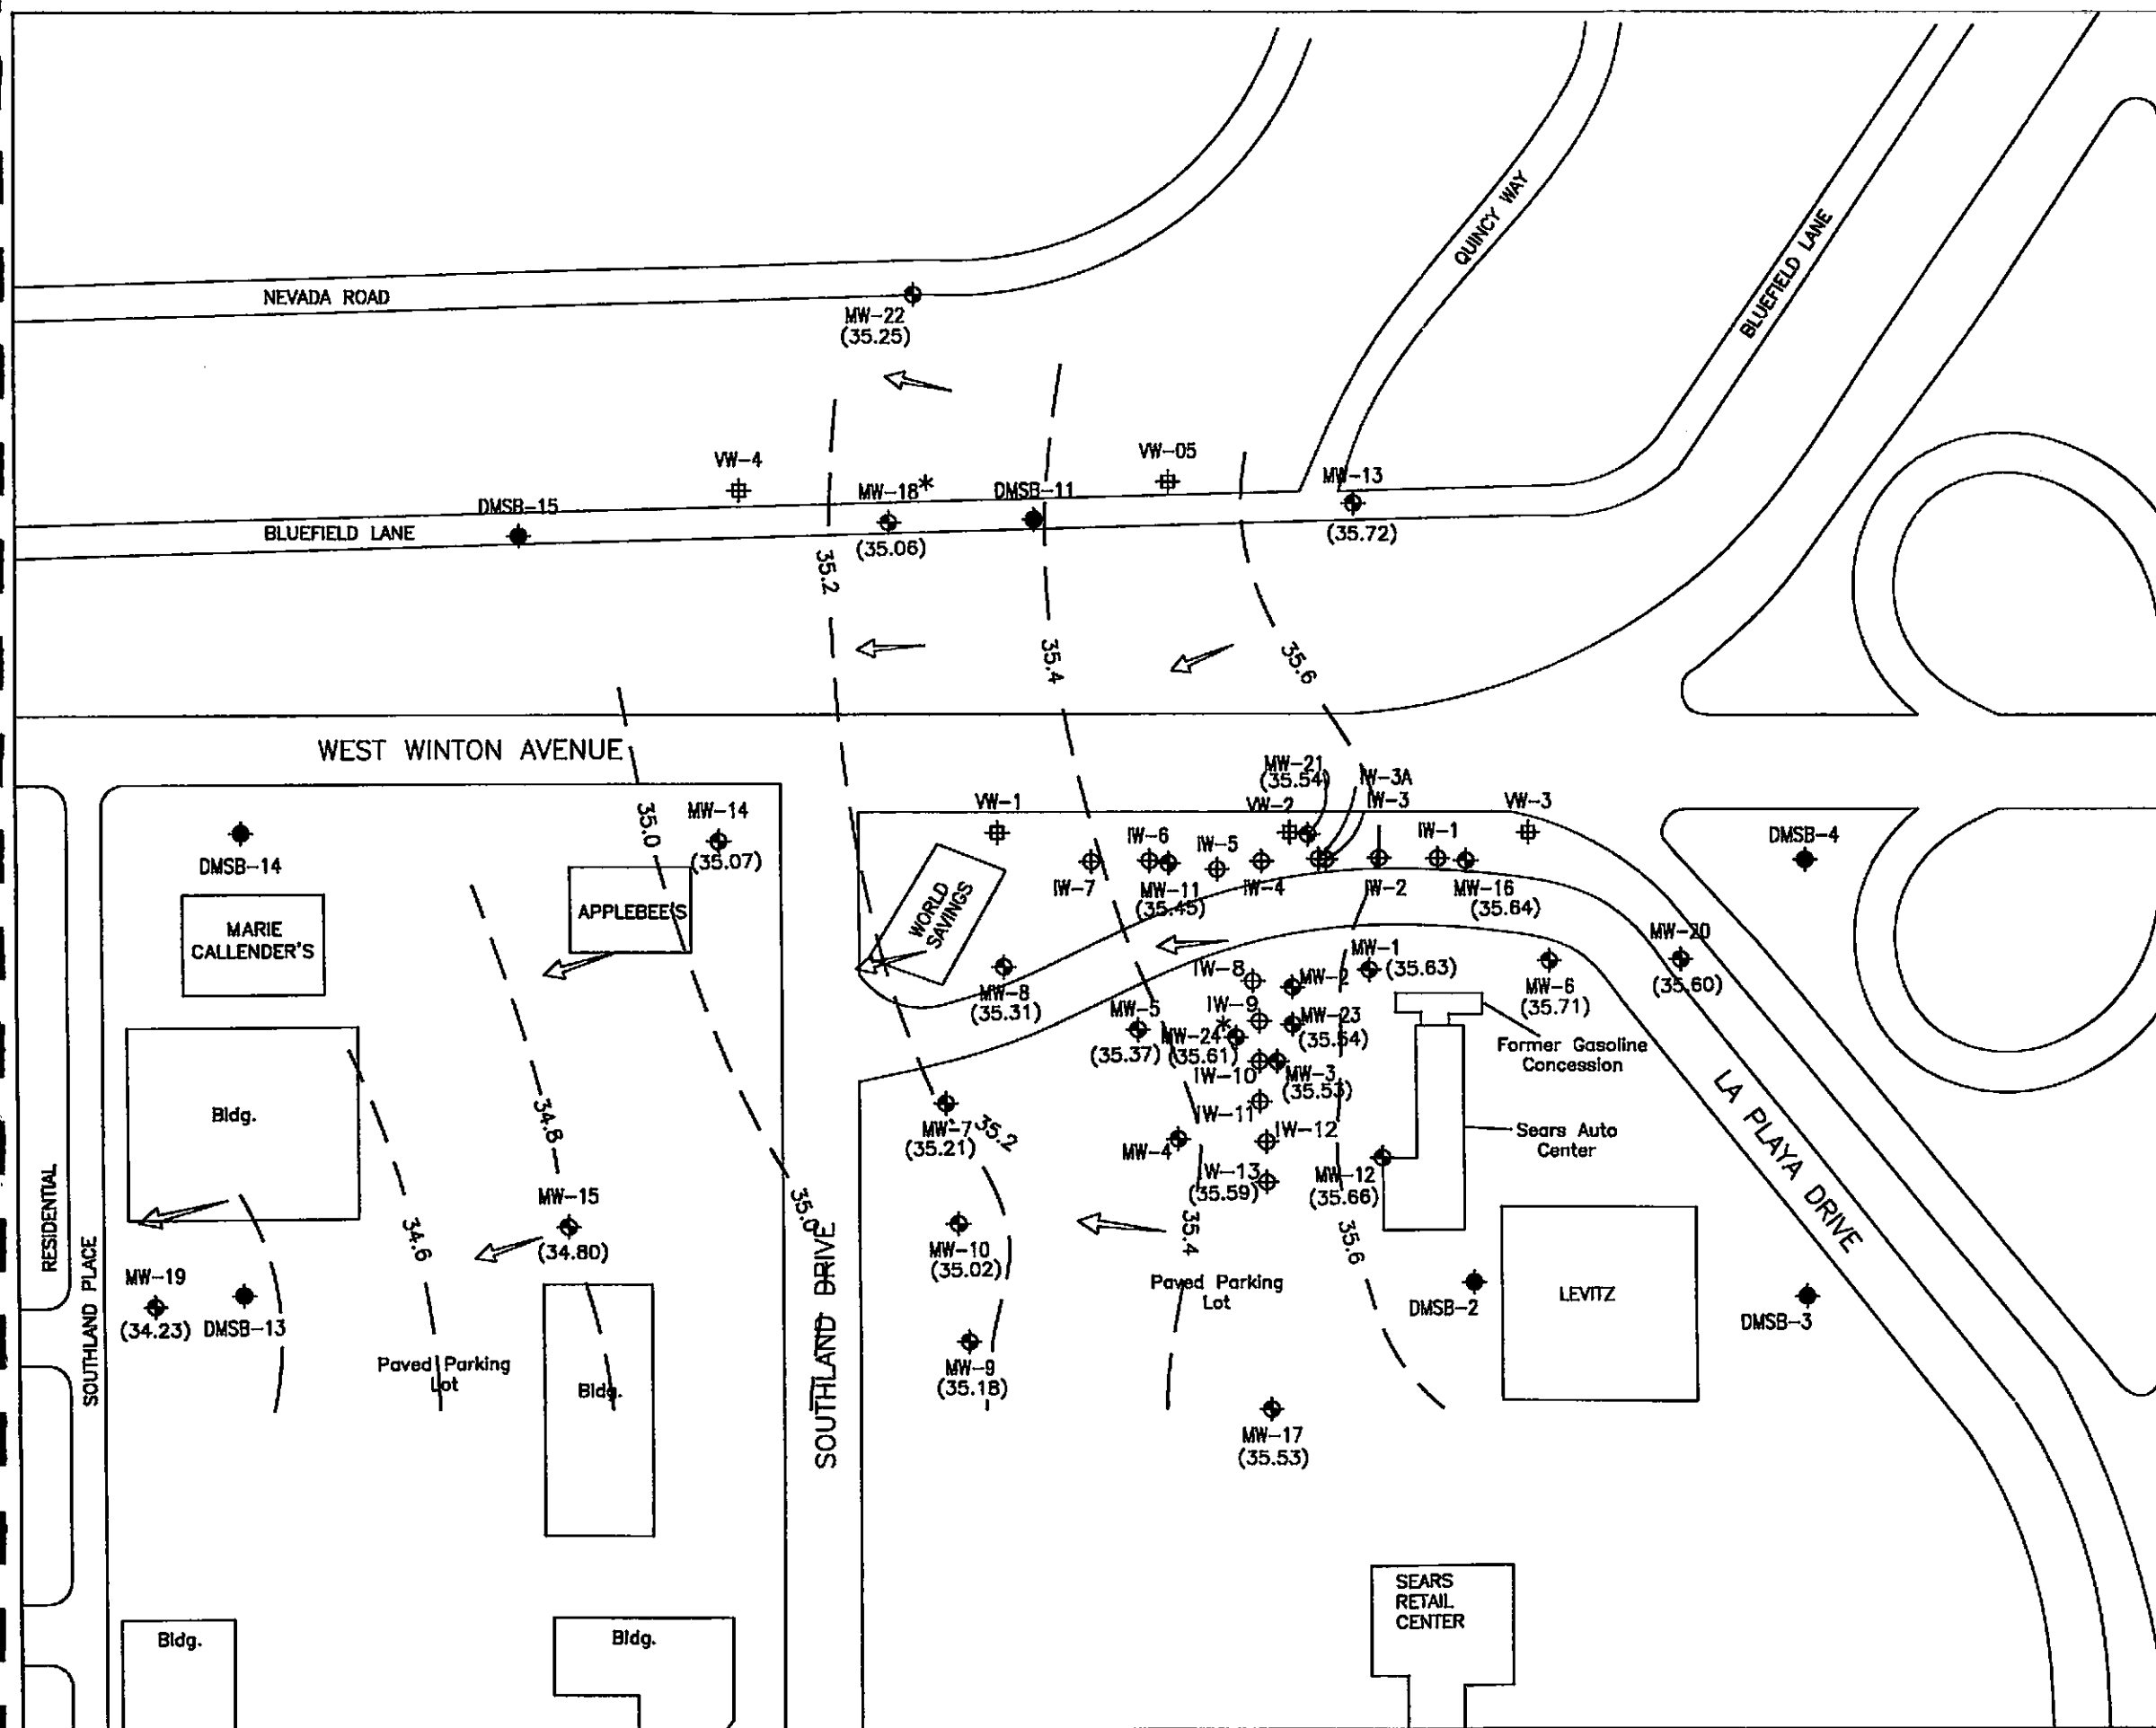 QUINCY WAY
BLUEFIELD LANE
NEVADA ROAD
MW-22
(35.25)
VW-4
VW-05
DMSB-15
MW-18*
DMSB-11
MW-13
BLUEFIELD LANE
(35.06)
(35.72)
35.2
35.4
35.6
WEST WINTON AVENUE
MW-21
(35.54)
IW-3A
IW-3
VW-1
VW-2
VW-3
35.0
MW-14
(35.07)
IW-6
IW-5
IW-1
DMSB-4
DMSB-14
IW-7
MW-11
(35.45)
IW-4
IW-2
MW-16
(35.64)
MARIE
CALLENDER'S
APPLEBEE'S
WORLD
SAVINGS
MW-20
(35.60)
MW-1
(35.63)
IW-8
MW-2
MW-6
(35.71)
MW-8
(35.31)
IW-9
MW-5
(35.37)
*
MW-24
(35.61)
MW-23
(35.54)
Former Gasoline
Concession
IW-10
MW-3
(35.53)
Bldg.
34.8
IW-11
IW-12
MW-7
(35.21)
35.2
MW-4
Sears Auto
Center
LA PLAYA DRIVE
W-13
(35.59)
MW-12
(35.66)
RESIDENTIAL
SOUTHLAND PLACE
34.6
MW-15
(34.80)
35.0
SOUTHLAND DRIVE
MW-10
(35.02)
35.4
35.6
MW-19
(34.23)
DMSB-13
Paved Parking
Lot
DMSB-2
LEVITZ
DMSB-3
Paved Parking
Lot
Bldg.
MW-9
(35.18)
MW-17
(35.53)
SEARS
RETAIL
CENTER
Bldg.
Bldg.